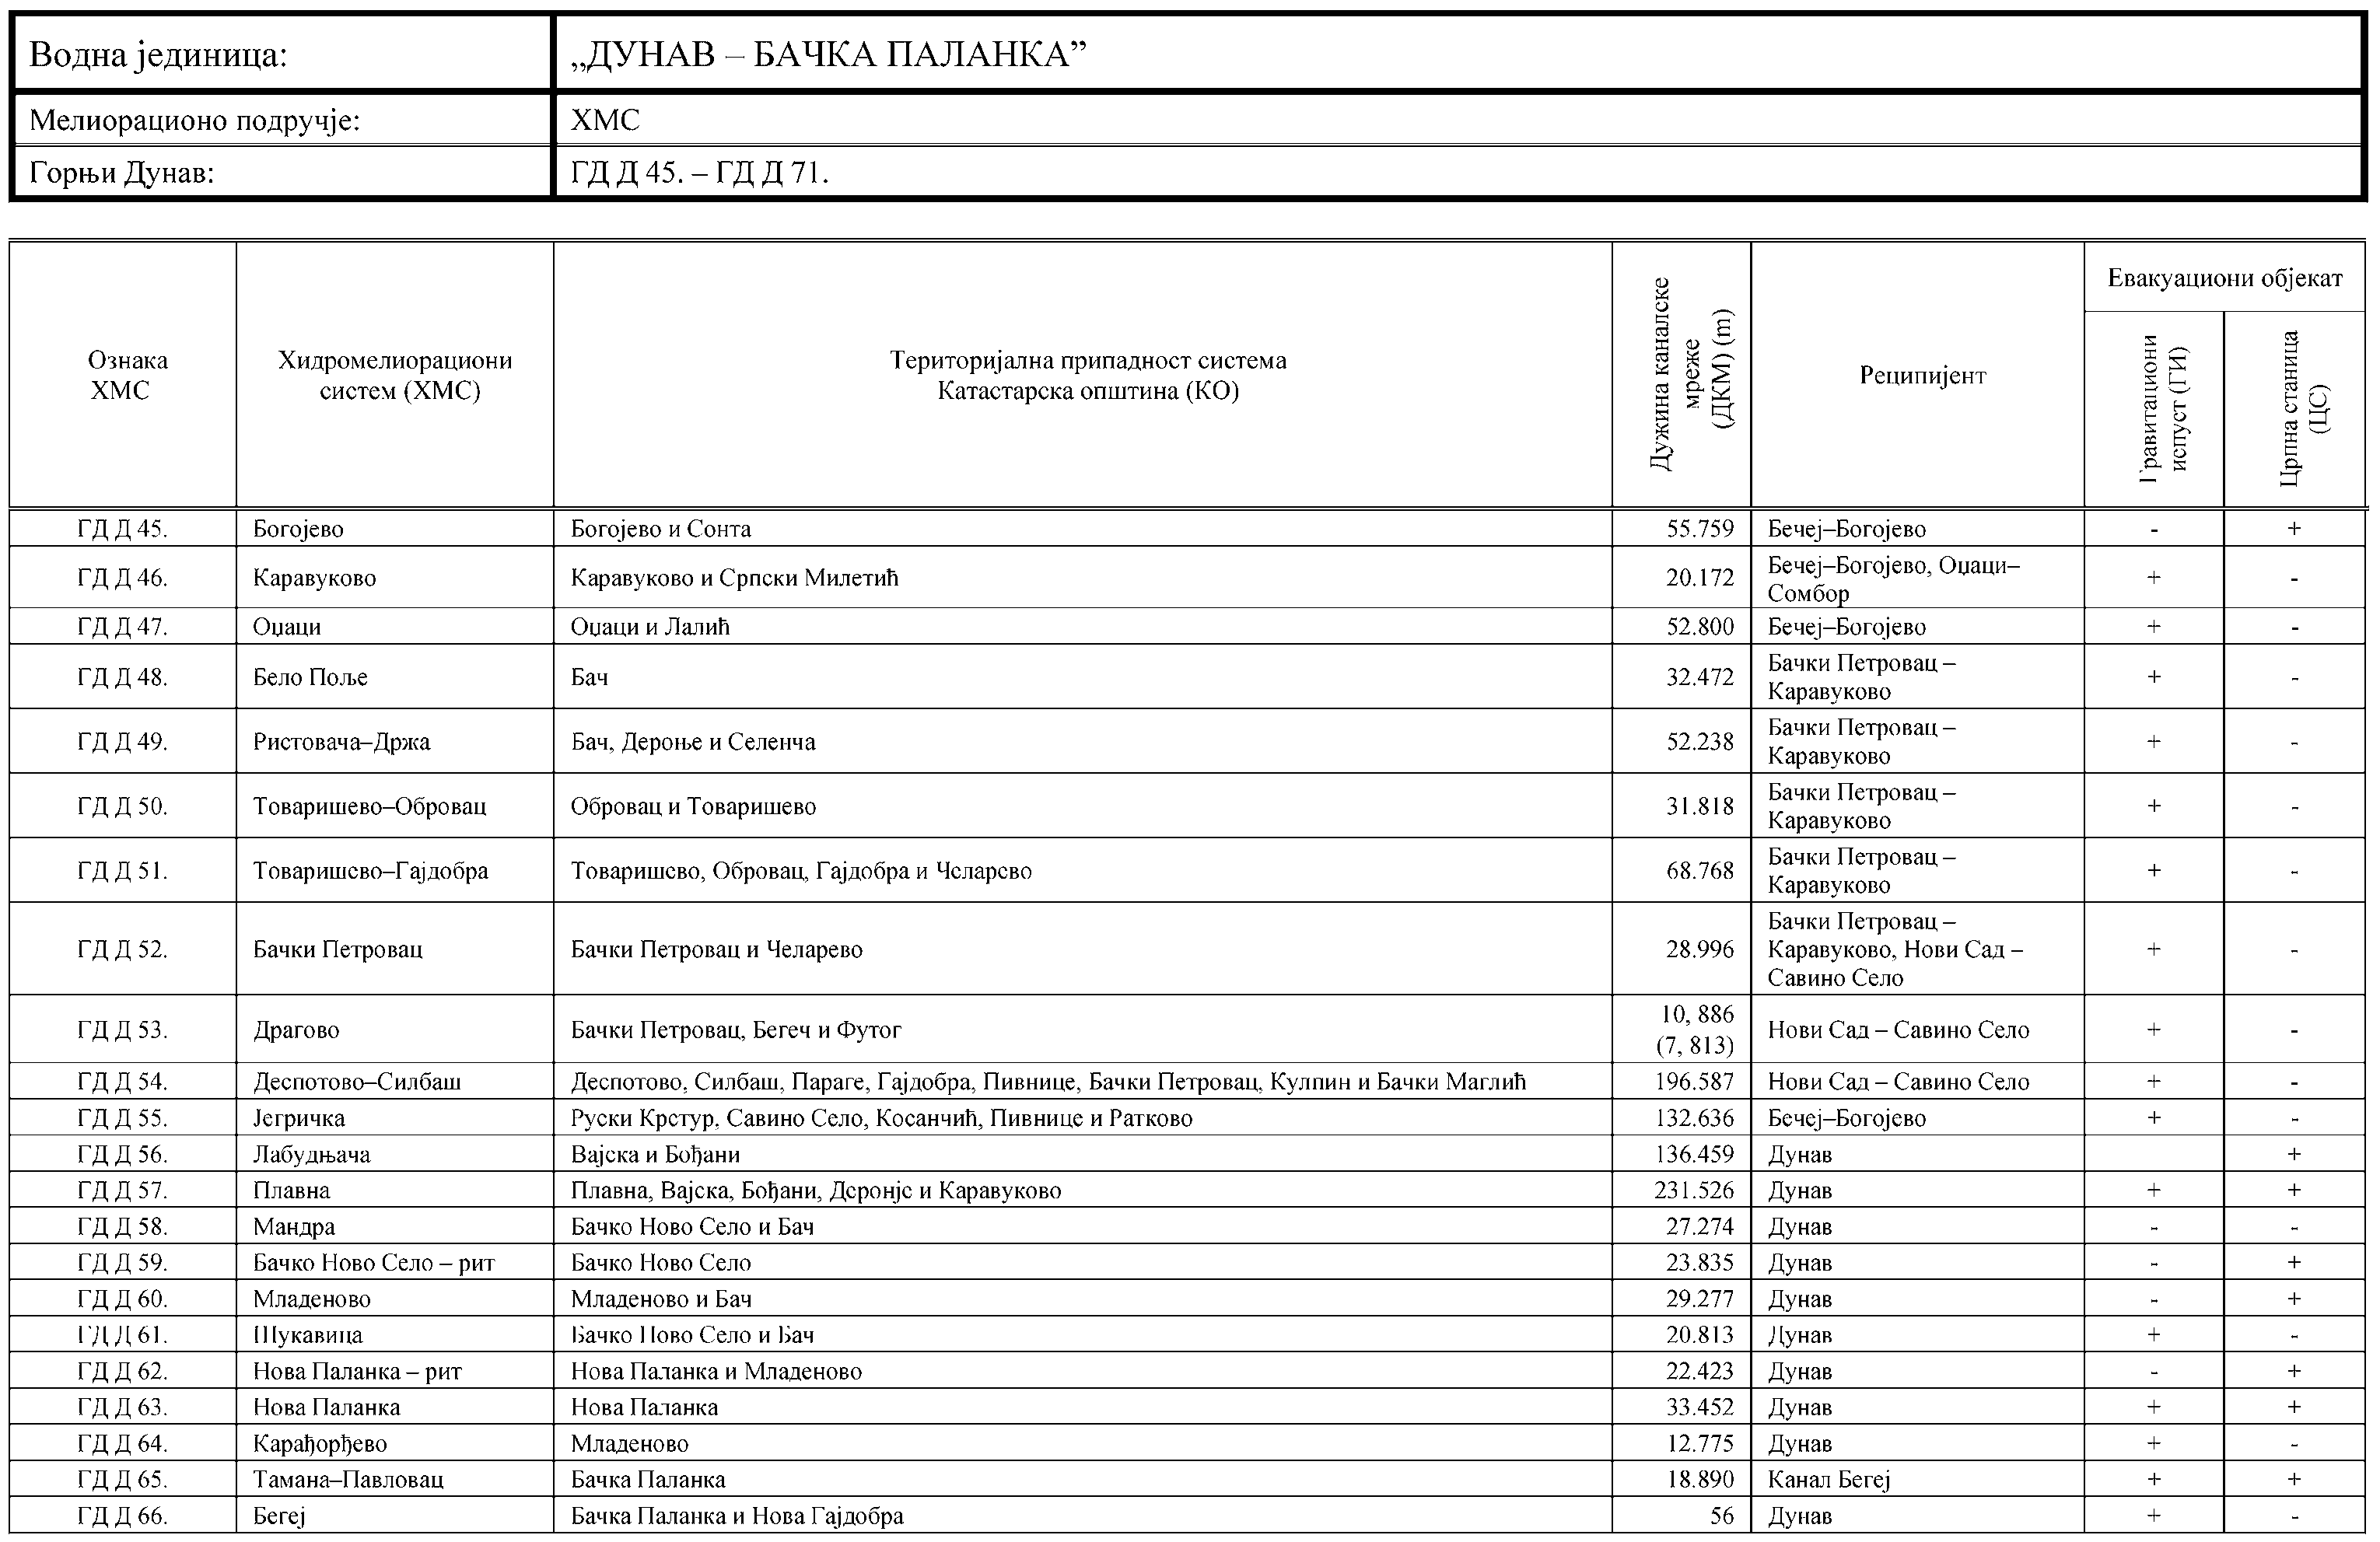 Водна јединица: „ДУНАВ – БАЧКА ПАЛАНКА”
Мелиорационо подручје: ХМС
Горњи Дунав: ГД Д 45. – ГД Д 71.
Ознака
ХМС
Хидромелиорациони
систем (ХМС)
Територијална припадност система
Катастарска општина (КО)
Дужина каналске
мреже
(ДКМ) (m)
Реципијент
Евакуациони објекат
Гравитациони
испуст (ГИ)
Црпна станица
(ЦС)
ГД Д 45. Богојево Богојево и Сонта 55.759 Бечеј–Богојево - +
ГД Д 46. Каравуково Каравуково и Српски Милетић 20.172 Бечеј–Богојево, Оџаци–
Сомбор + -
ГД Д 47. Оџаци Оџаци и Лалић 52.800 Бечеј–Богојево + -
ГД Д 48. Бело Поље Бач 32.472 Бачки Петровац –
Каравуково + -
ГД Д 49. Ристовача–Држа Бач, Дероње и Селенча 52.238 Бачки Петровац –
Каравуково + -
ГД Д 50. Товаришево–Обровац Обровац и Товаришево 31.818 Бачки Петровац –
Каравуково + -
ГД Д 51. Товаришево–Гајдобра Товаришево, Обровац, Гајдобра и Челарево 68.768 Бачки Петровац –
Каравуково + -
ГД Д 52. Бачки Петровац Бачки Петровац и Челарево 28.996 Бачки Петровац –
Каравуково, Нови Сад –
Савино Село + -
ГД Д 53. Драгово Бачки Петровац, Бегеч и Футог 10, 886
(7, 813) Нови Сад – Савино Село + -
ГД Д 54. Деспотово–Силбаш Деспотово, Силбаш, Параге, Гајдобра, Пивнице, Бачки Петровац, Кулпин и Бачки Маглић 196.587 Нови Сад – Савино Село + -
ГД Д 55. Јегричка Руски Крстур, Савино Село, Косанчић, Пивнице и Ратково 132.636 Бечеј–Богојево + -
ГД Д 56. Лабудњача Вајска и Бођани 136.459 Дунав +
ГД Д 57. Плавна Плавна, Вајска, Бођани, Деронје и Каравуково 231.526 Дунав + +
ГД Д 58. Мандра Бачко Ново Село и Бач 27.274 Дунав - -
ГД Д 59. Бачко Ново Село – рит Бачко Ново Село 23.835 Дунав - +
ГД Д 60. Младеново Младеново и Бач 29.277 Дунав - +
ГД Д 61. Шукавица Бачко Ново Село и Бач 20.813 Дунав + -
ГД Д 62. Нова Паланка – рит Нова Паланка и Младеново 22.423 Дунав - +
ГД Д 63. Нова Паланка Нова Паланка 33.452 Дунав + +
ГД Д 64. Карађорђево Младеново 12.775 Дунав + -
ГД Д 65. Тамана–Павловац Бачка Паланка 18.890 Канал Бегеј + +
ГД Д 66. Бегеј Бачка Паланка и Нова Гајдобра 56 Дунав + -